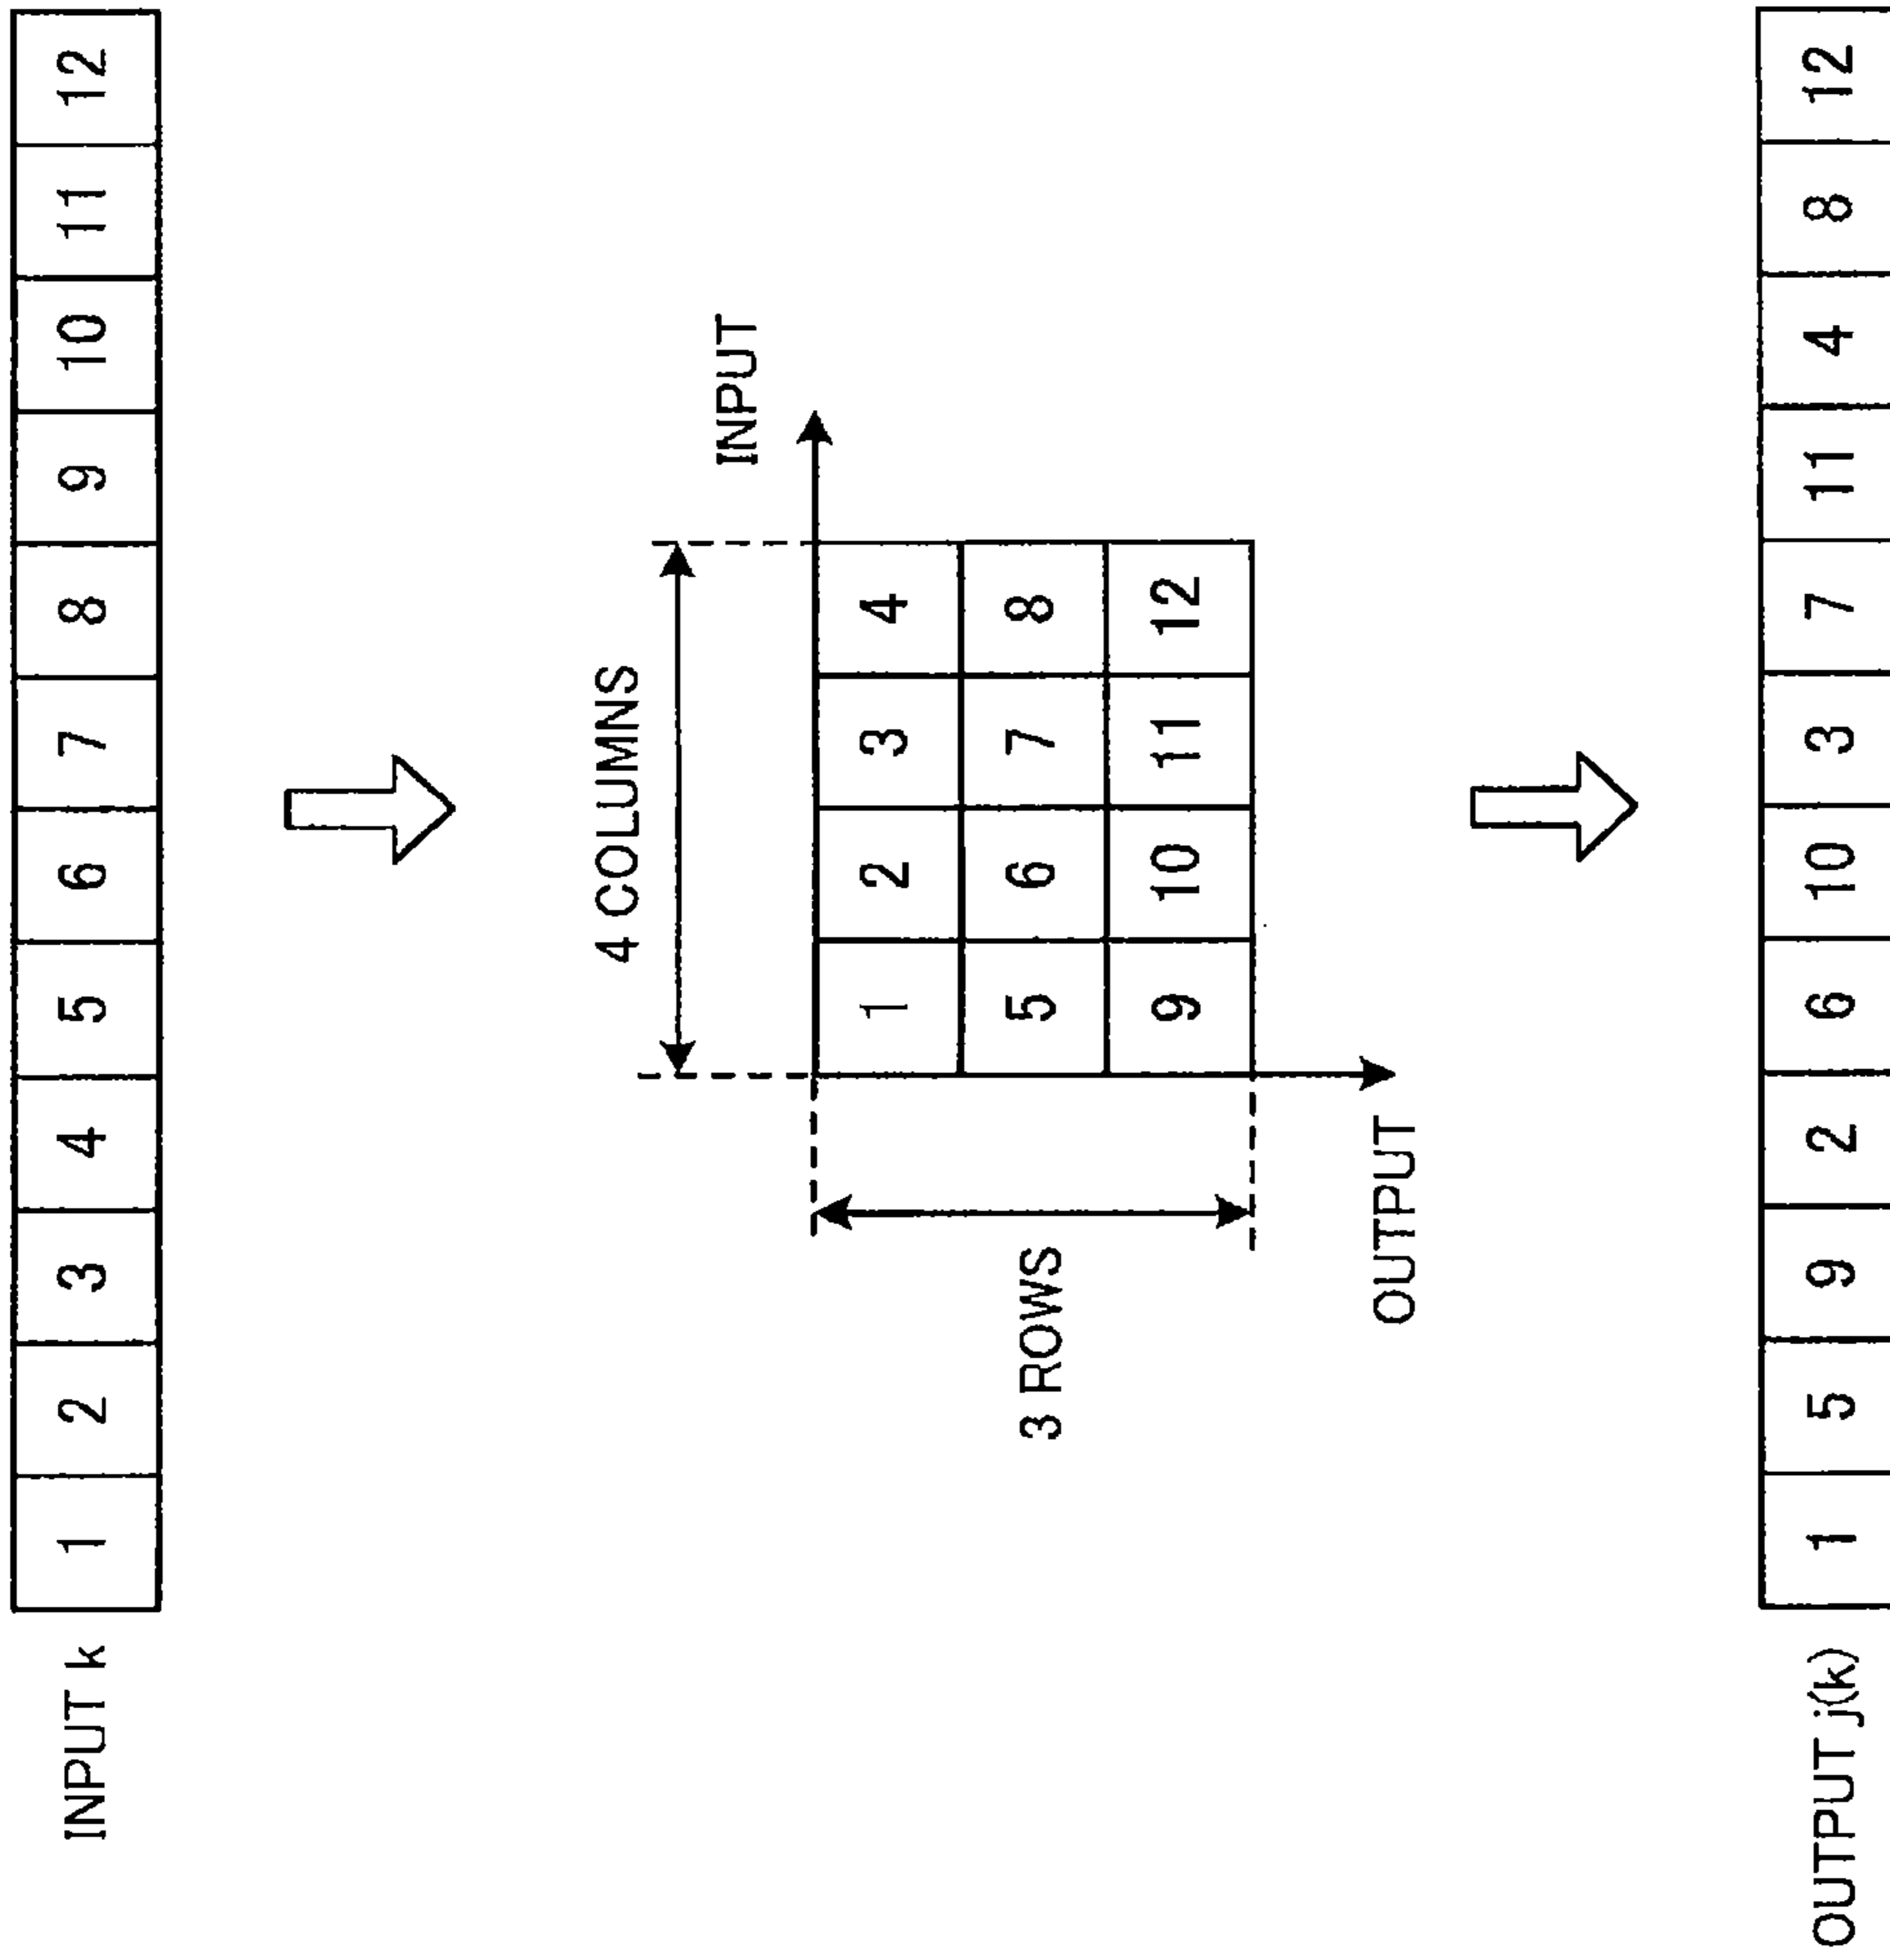 INPUT k 1 2 3 4 5 6 7 8 9 10 11 12
4 COLUMNS
INPUT
3 ROWS
1 2 3 4
5 6 7 8
9 10 11 12
OUTPUT
OUTPUT j(k) 1 5 9 2 6 10 3 7 11 4 8 12